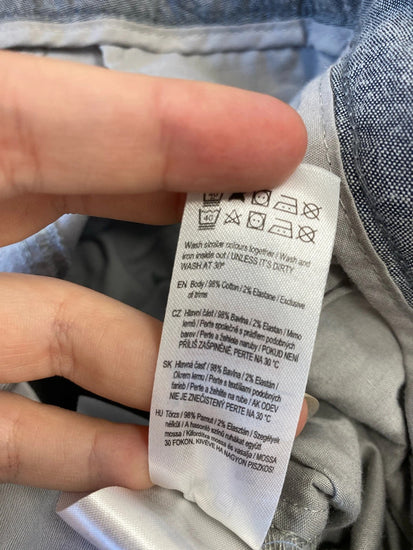 40
Wash similar colours together / Wash and
iron inside out / UNLESS IT'S DIRTY
WASH AT 30°
EN Body / 98% Cotton / 2% Elastane / Exclusive
of trims
CZ Hlavní část / 98% Bavlna / 2% Elastan / Mimo
lemů / Perte společně s prádlem podobných
barev / Perte a žehlete naruby / POKUD NENÍ
PŘÍLIŠ ZAŠPINĚNÉ, PERTE NA 30 °C
SK Hlavná časť / 98% Bavlna / 2% Elastan /
Okrem lemu / Perte s textíliami podobných
farieb / Perte a žehlite na rube / AK ODEV
NIE JE ZNEČISTENÝ PERTE NA 30 °C
HU Törzs / 98% Pamut / 2% Elasztán / Szegélyek
nélkül / A hasonló színű ruhákat együtt
mossa / Kifordítva mossa és vasalja / MOSSA
30 FOKON, KIVÉVE HA NAGYON PISZKOS!